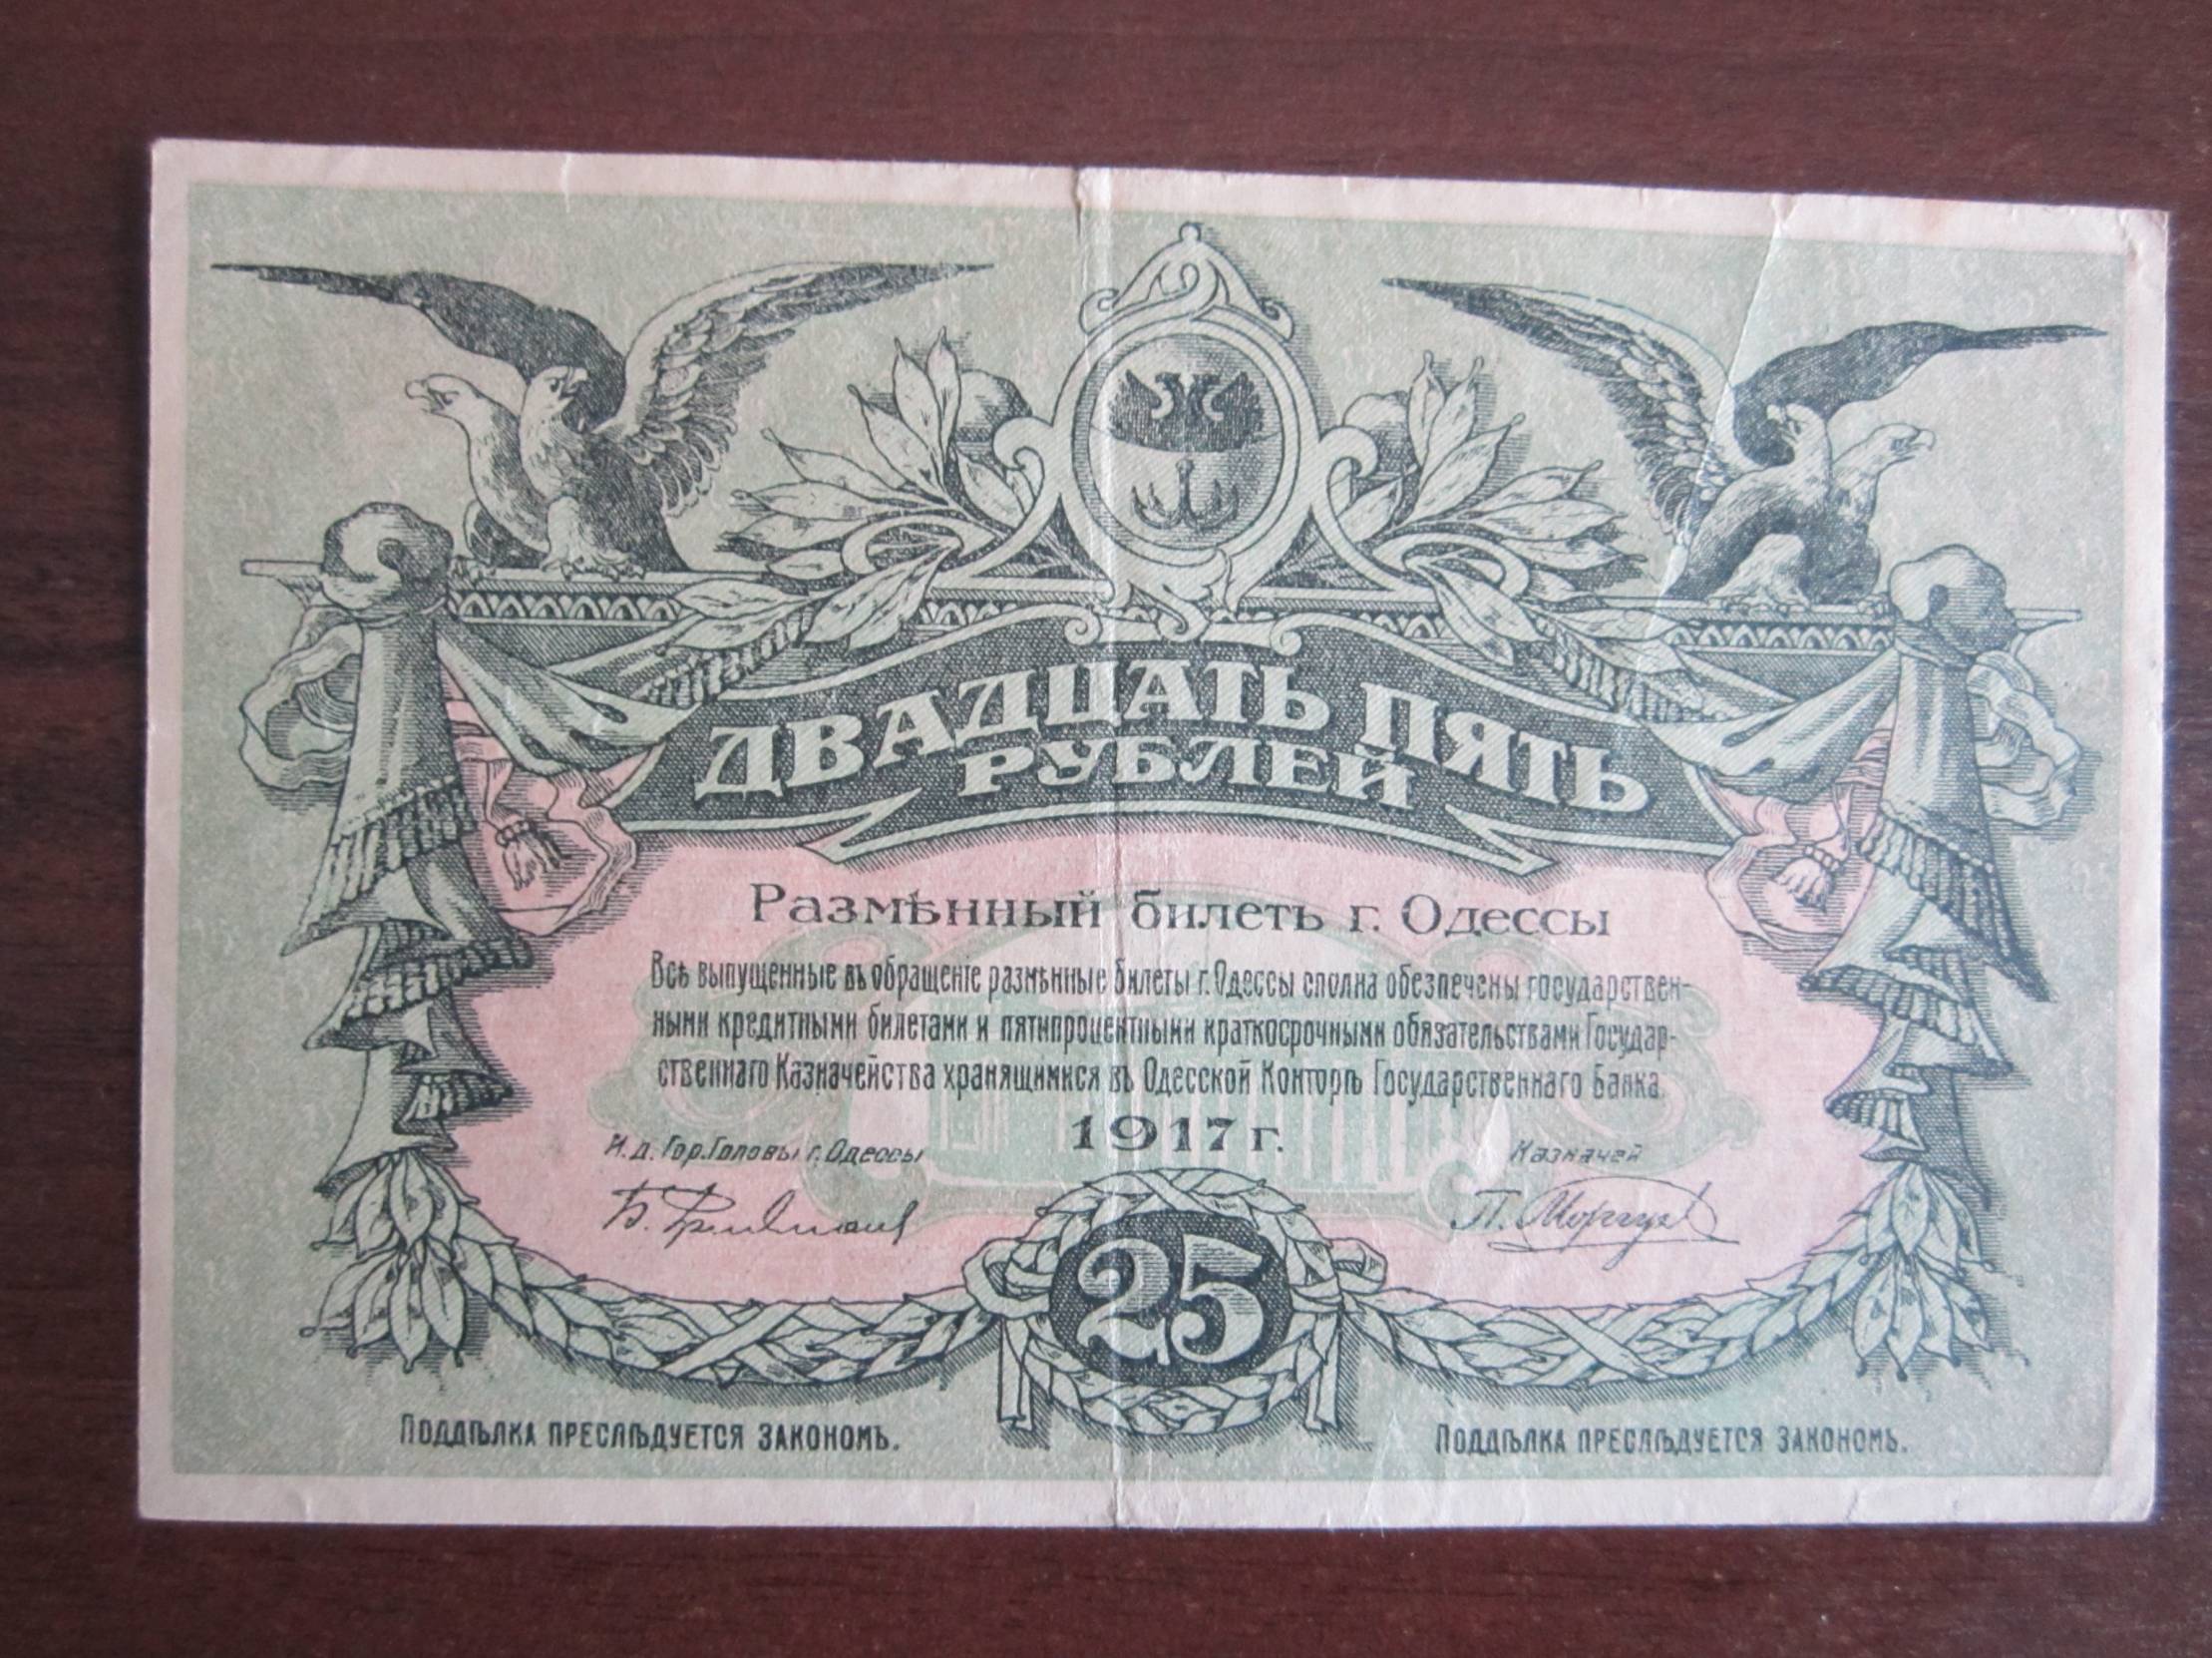 ДВАДЦАТЬ ПЯТЬ
РУБЛЕЙ
Размѣнный билетъ г. Одессы
Всѣ выпущенные въ обращеніе размѣнные билеты г. Одессы сполна обезпечены государствен-
ными кредитными билетами и пятипроцентными краткосрочными обязательствами Государ-
ственнаго Казначейства хранящимися въ Одесской Конторѣ Государственнаго Банка.
1917 г.
И. д. Гор. Головы г. Одессы
Казначей
25
Поддѣлка преслѣдуется закономъ.
Поддѣлка преслѣдуется закономъ.